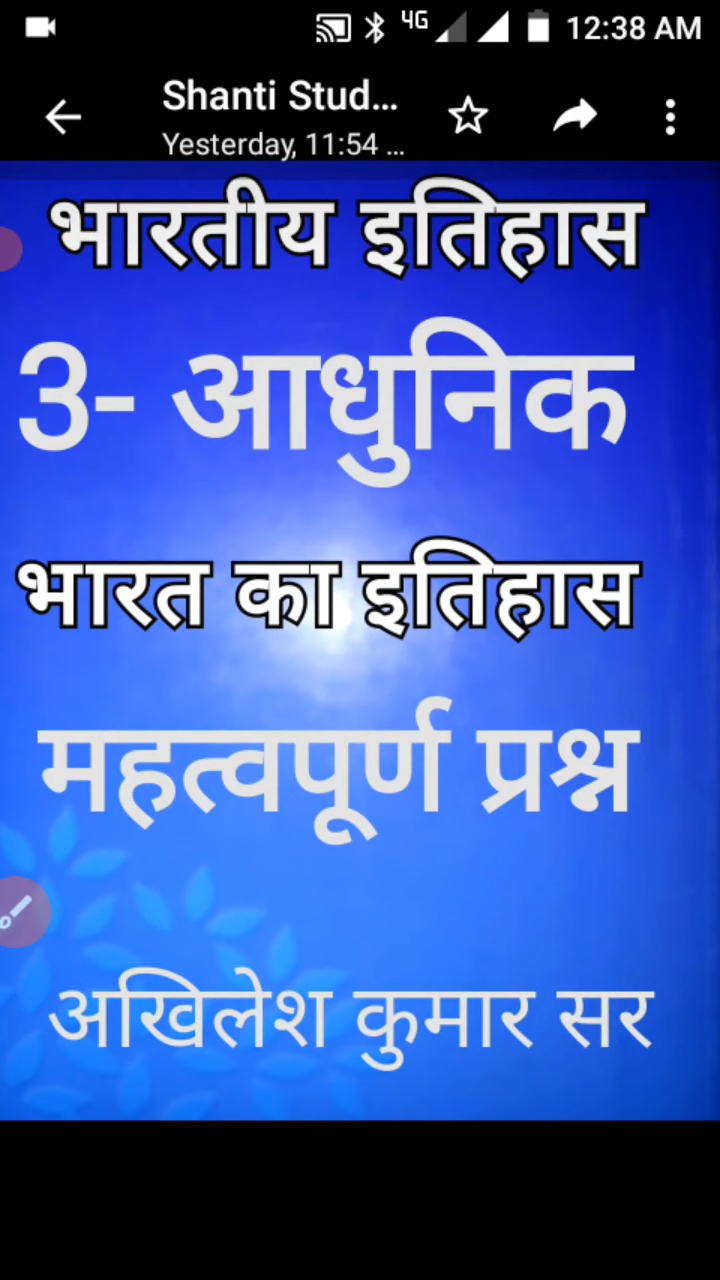 4G 12:38 AM
Shanti Stud...
Yesterday, 11:54 ...
भारतीय इतिहास
3- आधुनिक
भारत का इतिहास
महत्वपूर्ण प्रश्न
अखिलेश कुमार सर